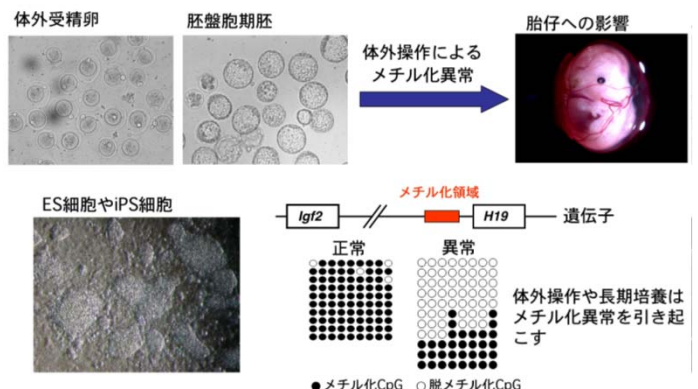 体外受精卵
胚盤胞期胚
体外操作による
メチル化異常
胎仔への影響
ES細胞やiPS細胞
メチル化領域
Igf2
H19
遺伝子
正常
異常
体外操作や長期培養は
メチル化異常を引き起
こす
●メチル化CpG ○脱メチル化CpG